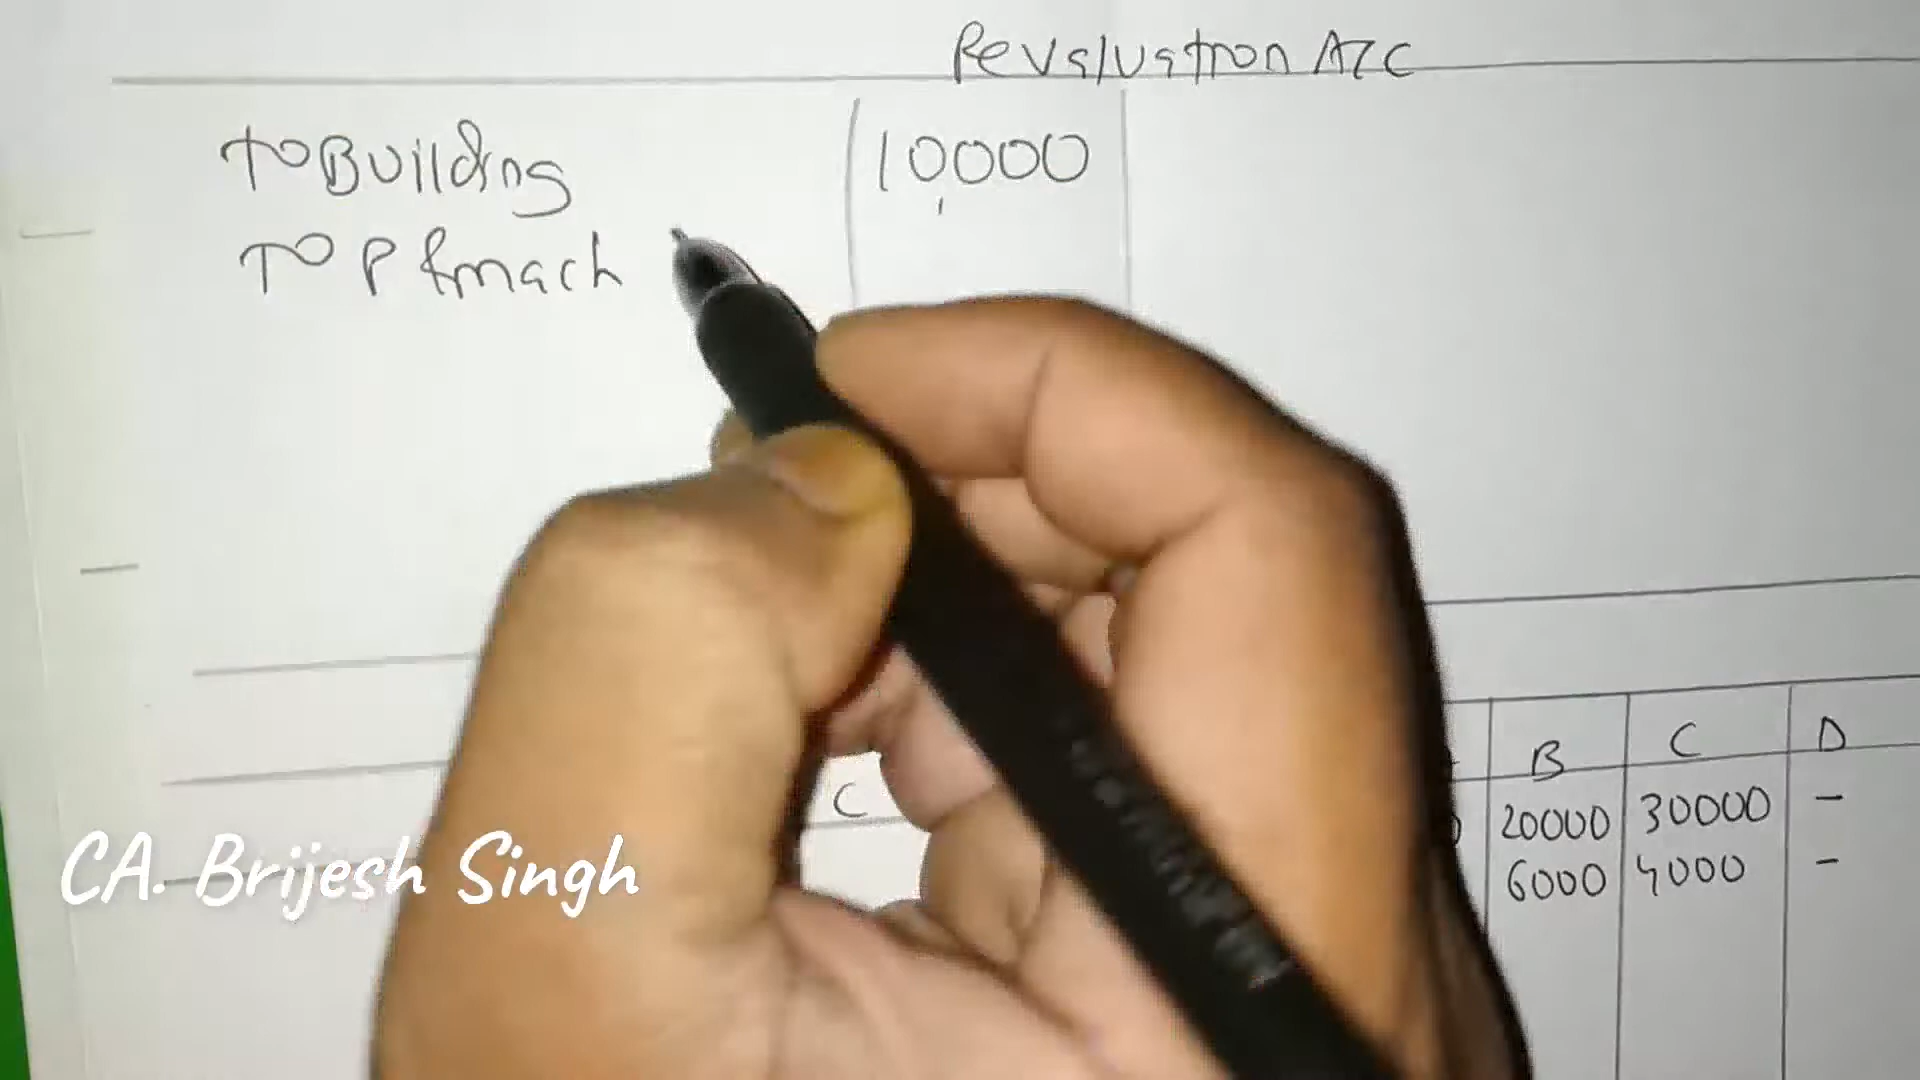 Revaluation A/C
To Building 10,000
To P & mach
C
B C D
20000 30000 -
6000 4000 -
CA. Brijesh Singh